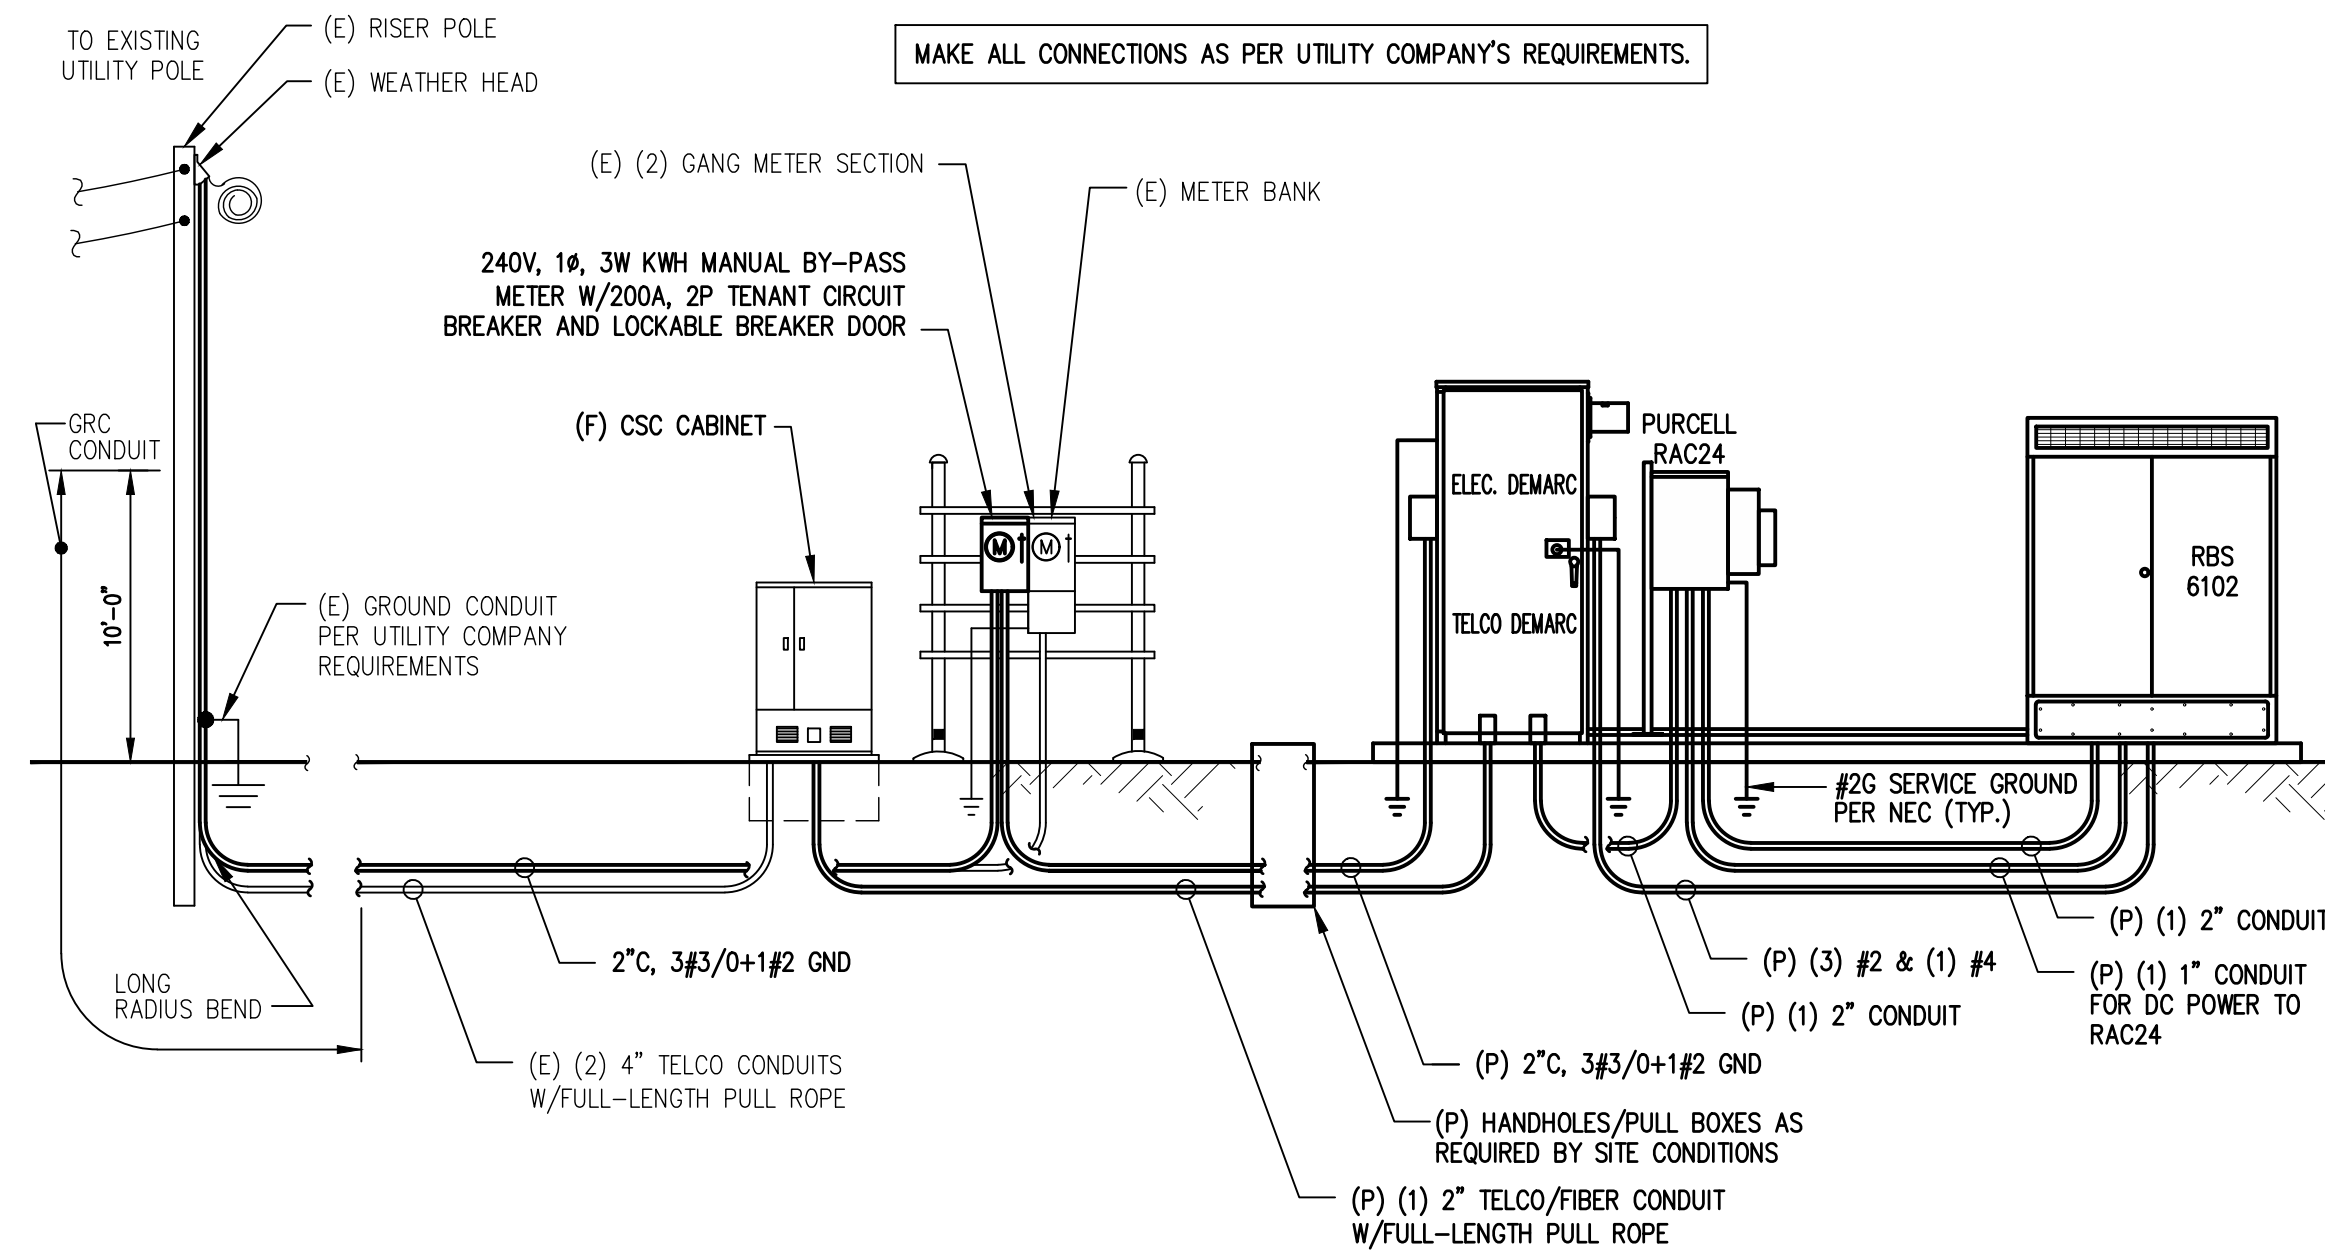 TO EXISTING
UTILITY POLE
(E) RISER POLE
(E) WEATHER HEAD
MAKE ALL CONNECTIONS AS PER UTILITY COMPANY'S REQUIREMENTS.
(E) (2) GANG METER SECTION
(E) METER BANK
240V, 1ø, 3W KWH MANUAL BY-PASS
METER W/200A, 2P TENANT CIRCUIT
BREAKER AND LOCKABLE BREAKER DOOR
GRC
CONDUIT
(F) CSC CABINET
PURCELL
RAC24
ELEC. DEMARC
TELCO DEMARC
M
M
RBS
6102
10'-0"
(E) GROUND CONDUIT
PER UTILITY COMPANY
REQUIREMENTS
#2G SERVICE GROUND
PER NEC (TYP.)
LONG
RADIUS BEND
2"C, 3#3/0+1#2 GND
(E) (2) 4" TELCO CONDUITS
W/FULL-LENGTH PULL ROPE
(P) (1) 2" CONDUIT
(P) (3) #2 & (1) #4
(P) (1) 1" CONDUIT
FOR DC POWER TO
RAC24
(P) (1) 2" CONDUIT
(P) 2"C, 3#3/0+1#2 GND
(P) HANDHOLES/PULL BOXES AS
REQUIRED BY SITE CONDITIONS
(P) (1) 2" TELCO/FIBER CONDUIT
W/FULL-LENGTH PULL ROPE